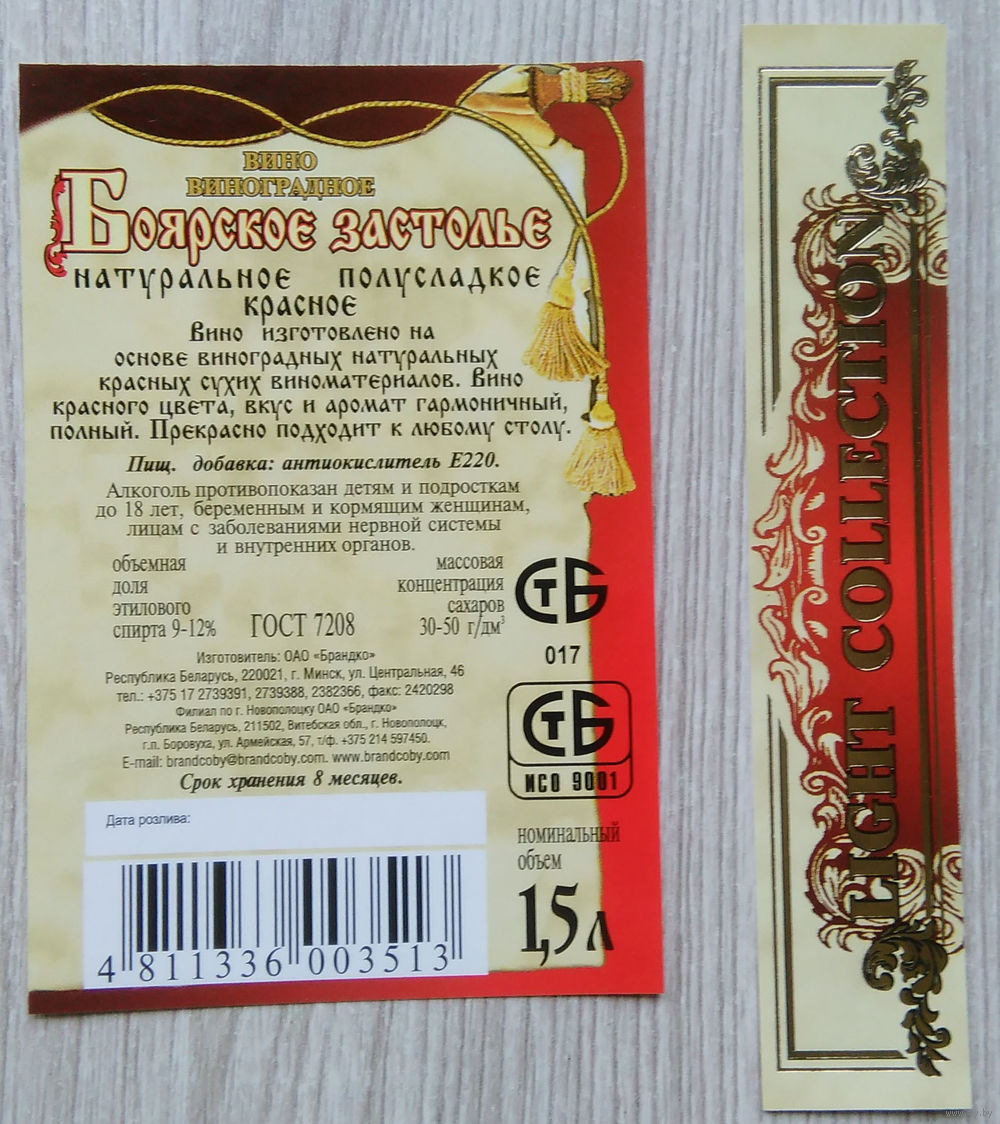 ВИНО
ВИНОГРАДНОЕ
Боярское застолье
натуральное полусладкое
красное
Вино изготовлено на
основе виноградных натуральных
красных сухих виноматериалов. Вино
красного цвета, вкус и аромат гармоничный,
полный. Прекрасно подходит к любому столу.
Пищ. добавка: антиокислитель Е220.
Алкоголь противопоказан детям и подросткам
до 18 лет, беременным и кормящим женщинам,
лицам с заболеваниями нервной системы
и внутренних органов.
объемная
доля
этилового
спирта 9-12%
ГОСТ 7208
массовая
концентрация
сахаров
30-50 г/дм³
Изготовитель: ОАО «Брандко»
Республика Беларусь, 220021, г. Минск, ул. Центральная, 46
тел.: +375 17 2739391, 2739388, 2382366, факс: 2420298
Филиал по г. Новополоцку ОАО «Брандко»
Республика Беларусь, 211502, Витебская обл., г. Новополоцк,
г.п. Боровуха, ул. Армейская, 57, т/ф. +375 214 597450.
E-mail: brandcoby@brandcoby.com. www.brandcoby.com
Срок хранения 8 месяцев.
Дата розлива:
4 811336 003513
СТБ
017
СТБ
ИСО 9001
номинальный
объем
1,5 л
LIGHT COLLECTION